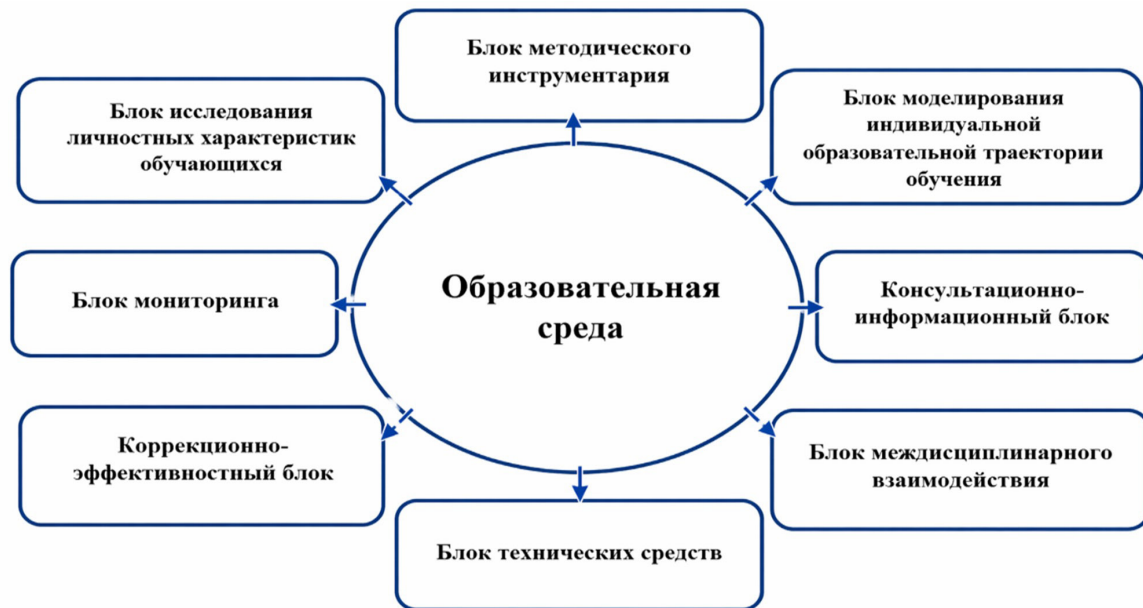 Блок методического
инструментария
Блок исследования
личностных характеристик
обучающихся
Блок моделирования
индивидуальной
образовательной траектории
обучения
Блок мониторинга
Образовательная
среда
Консультационно-
информационный блок
Коррекционно-
эффективностный блок
Блок междисциплинарного
взаимодействия
Блок технических средств